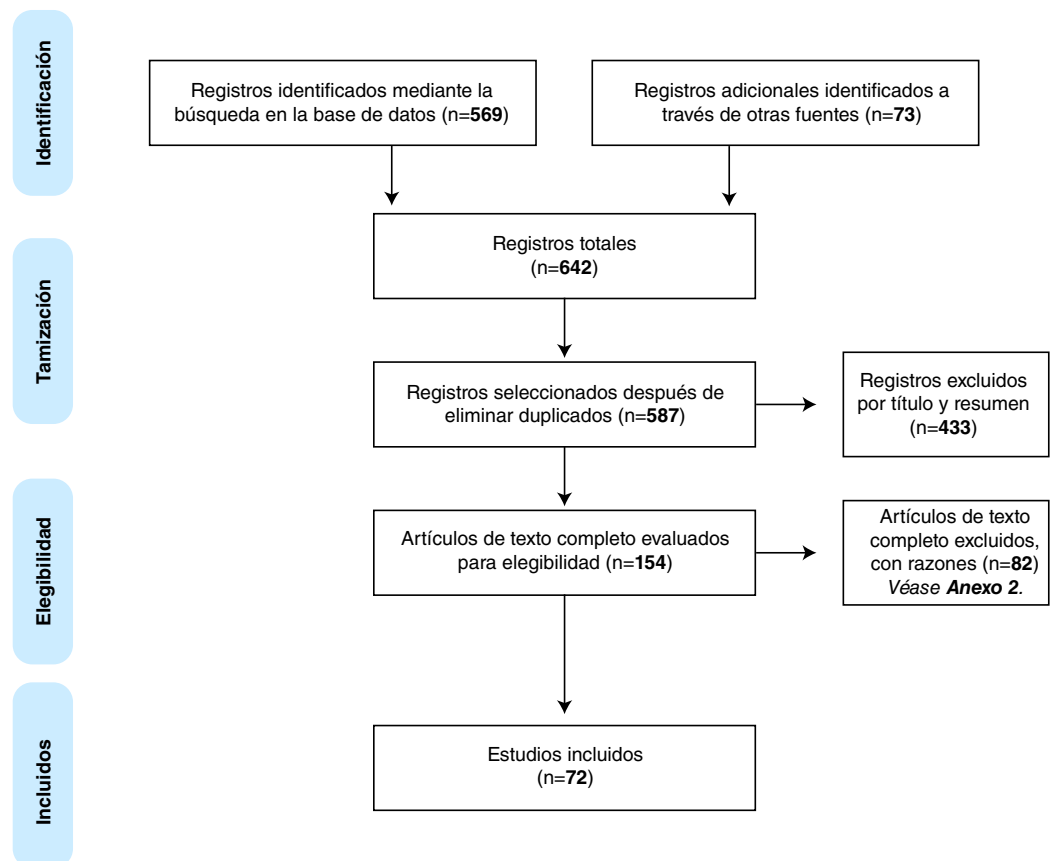 Identificación
Registros identificados mediante la
búsqueda en la base de datos (n=569)
Registros adicionales identificados a
través de otras fuentes (n=73)
Tamización
Registros totales
(n=642)
Registros seleccionados después de
eliminar duplicados (n=587)
Registros excluidos
por título y resumen
(n=433)
Elegibilidad
Artículos de texto completo evaluados
para elegibilidad (n=154)
Artículos de texto
completo excluidos,
con razones (n=82)
Véase Anexo 2.
Incluidos
Estudios incluidos
(n=72)